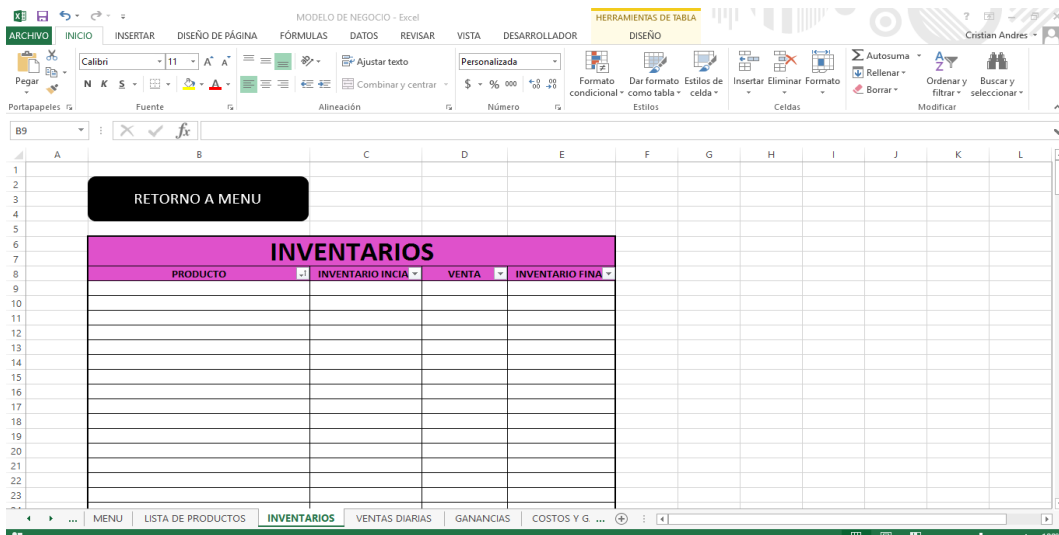 MODELO DE NEGOCIO - Excel
HERRAMIENTAS DE TABLA
?
ARCHIVO INICIO INSERTAR DISEÑO DE PÁGINA FÓRMULAS DATOS REVISAR VISTA DESARROLLADOR DISEÑO
Cristian Andres
Pegar
Calibri 11
N K S
Ajustar texto
Combinar y centrar
Personalizada
$ % 000
Formato condicional
Dar formato como tabla
Estilos de celda
Insertar Eliminar Formato
Autosuma
Rellenar
Borrar
Ordenar y filtrar
Buscar y seleccionar
Portapapeles Fuente Alineación Número Estilos Celdas Modificar
B9 fx
A B C D E F G H I J K L
1
2
3
4
5
6
7
8
9
10
11
12
13
14
15
16
17
18
19
20
21
22
23
RETORNO A MENU
INVENTARIOS
PRODUCTO INVENTARIO INCIA VENTA INVENTARIO FINA
... MENU LISTA DE PRODUCTOS INVENTARIOS VENTAS DIARIAS GANANCIAS COSTOS Y G ...